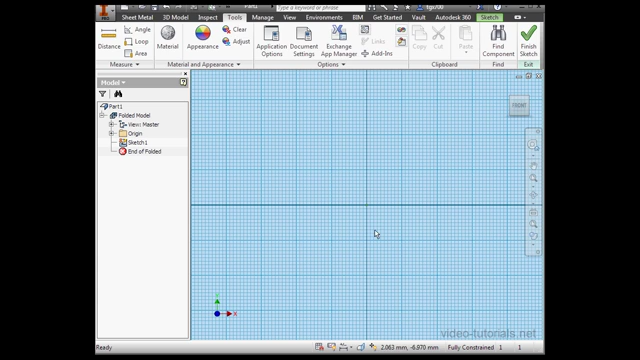 Part1
Type a keyword or phrase
fgp700
PRO
Sheet Metal 3D Model Inspect Tools Manage View Environments BIM Get Started Vault Autodesk 360 Sketch
Distance
Angle
Loop
Area
Material
Appearance
Clear
Adjust
Application Options
Document Settings
Exchange App Manager
Links
Add-Ins
Copy
Cut
Find Component
Finish Sketch
Measure
Material and Appearance
Options
Clipboard
Find
Exit
Model
Part1
Folded Model
View: Master
Origin
Sketch1
End of Folded
FRONT
X
video-tutorials.net
Ready
2.063 mm, -6.970 mm
Fully Constrained
1
1